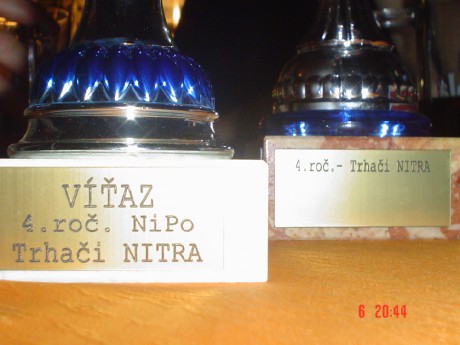 VÍŤAZ
4.roč. NiPo
Trhači NITRA
4.roč.- Trhači NITRA
6 20:44